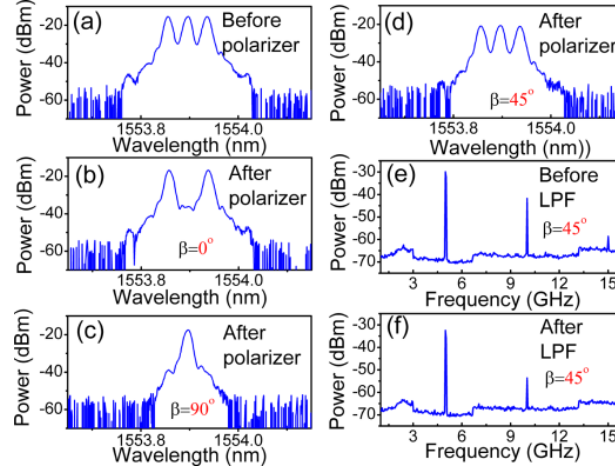 (a)
Before
polarizer
Power (dBm)
-20
-40
-60
1553.8
1554.0
Wavelength (nm)
(b)
After
polarizer
β=0°
Power (dBm)
-20
-40
-60
1553.8
1554.0
Wavelength (nm)
(c)
After
polarizer
β=90°
Power (dBm)
-20
-40
-60
1553.8
1554.0
Wavelength (nm)
(d)
After
polarizer
β=45°
Power (dBm)
-20
-40
-60
1553.8
1554.0
Wavelength (nm))
(e)
Before
LPF
β=45°
Power (dBm)
-30
-40
-50
-60
-70
3
6
9
12
15
Frequency (GHz)
(f)
After
LPF
β=45°
Power (dBm)
-30
-40
-50
-60
-70
3
6
9
12
15
Frequency (GHz)